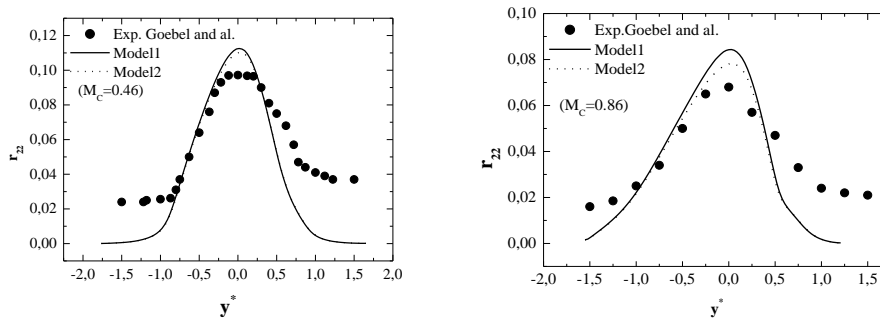 0,12
0,10
0,08
0,06
0,04
0,02
0,00
r22
Exp. Goebel and al.
Model1
Model2
(MC=0.46)
-2,0 -1,5 -1,0 -0,5 0,0 0,5 1,0 1,5 2,0
y*
0,10
0,08
0,06
0,04
0,02
0,00
r22
Exp.Goebel and al.
Model1
Model2
(MC=0.86)
-2,0 -1,5 -1,0 -0,5 0,0 0,5 1,0 1,5
y*